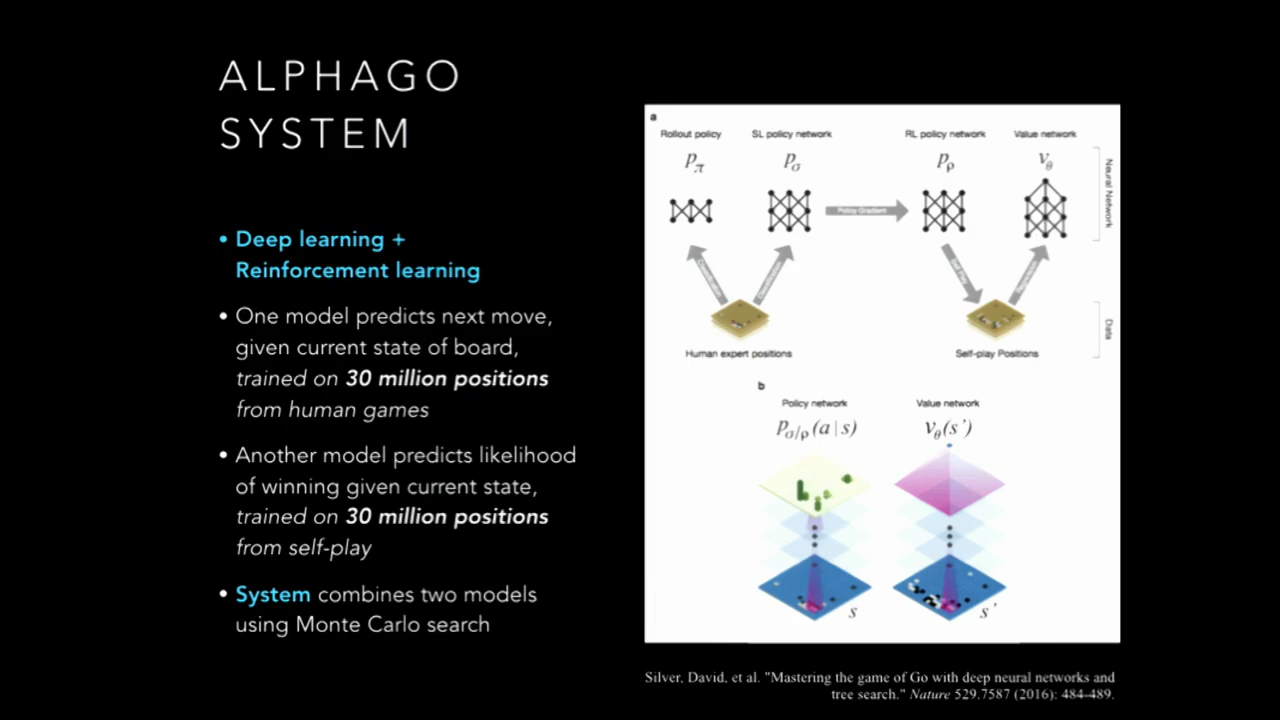 ALPHAGO
SYSTEM
• Deep learning +
Reinforcement learning
• One model predicts next move,
given current state of board,
trained on 30 million positions
from human games
• Another model predicts likelihood
of winning given current state,
trained on 30 million positions
from self-play
• System combines two models
using Monte Carlo search
a
Rollout policy SL policy network RL policy network Value network
pπ pσ pρ vθ
Neural Network
Policy Gradient
Classification Classification Self Play Regression
Data
Human expert positions Self-play Positions
b
Policy network Value network
pσ/ρ (a | s) vθ (s')
s s'
Silver, David, et al. "Mastering the game of Go with deep neural networks and
tree search." Nature 529.7587 (2016): 484-489.